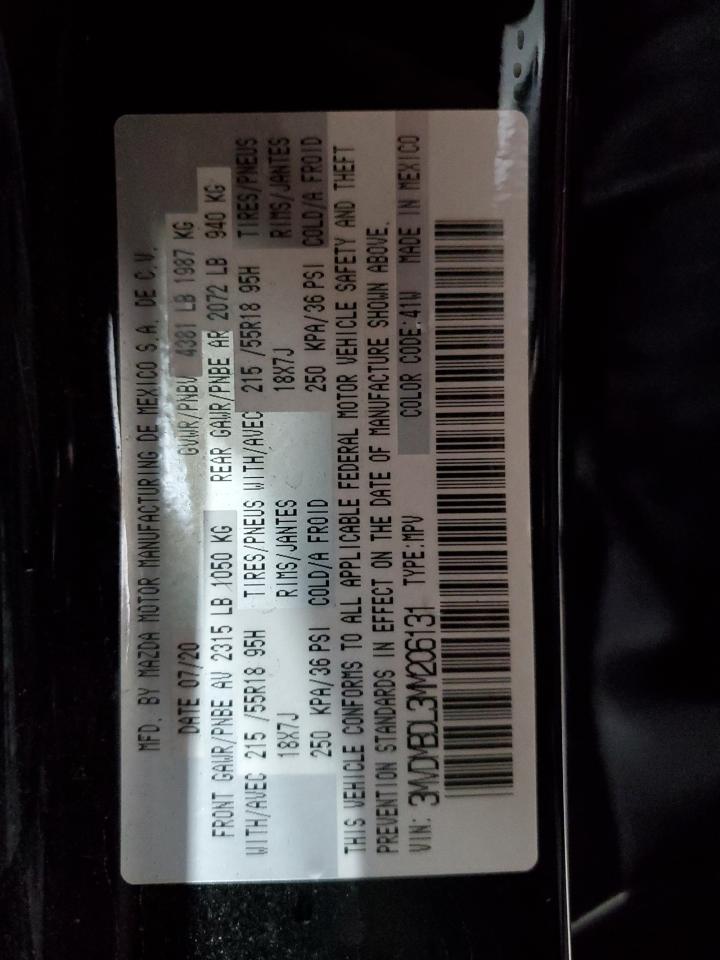 MFD. BY MAZDA MOTOR MANUFACTURING DE MEXICO S.A. DE C.V.
DATE 07/20 GVWR/PNBV 4381 LB 1987 KG
FRONT GAWR/PNBE AV 2315 LB 1050 KG REAR GAWR/PNBE AR 2072 LB 940 KG
WITH/AVEC 215 /55R18 95H TIRES/PNEUS WITH/AVEC 215 /55R18 95H TIRES/PNEUS
18X7J RIMS/JANTES 18X7J RIMS/JANTES
250 KPA/36 PSI COLD/A FROID 250 KPA/36 PSI COLD/A FROID
THIS VEHICLE CONFORMS TO ALL APPLICABLE FEDERAL MOTOR VEHICLE SAFETY AND THEFT
PREVENTION STANDARDS IN EFFECT ON THE DATE OF MANUFACTURE SHOWN ABOVE.
VIN: 3MVDMBDL3MM206131 TYPE:MPV COLOR CODE:41W MADE IN MEXICO